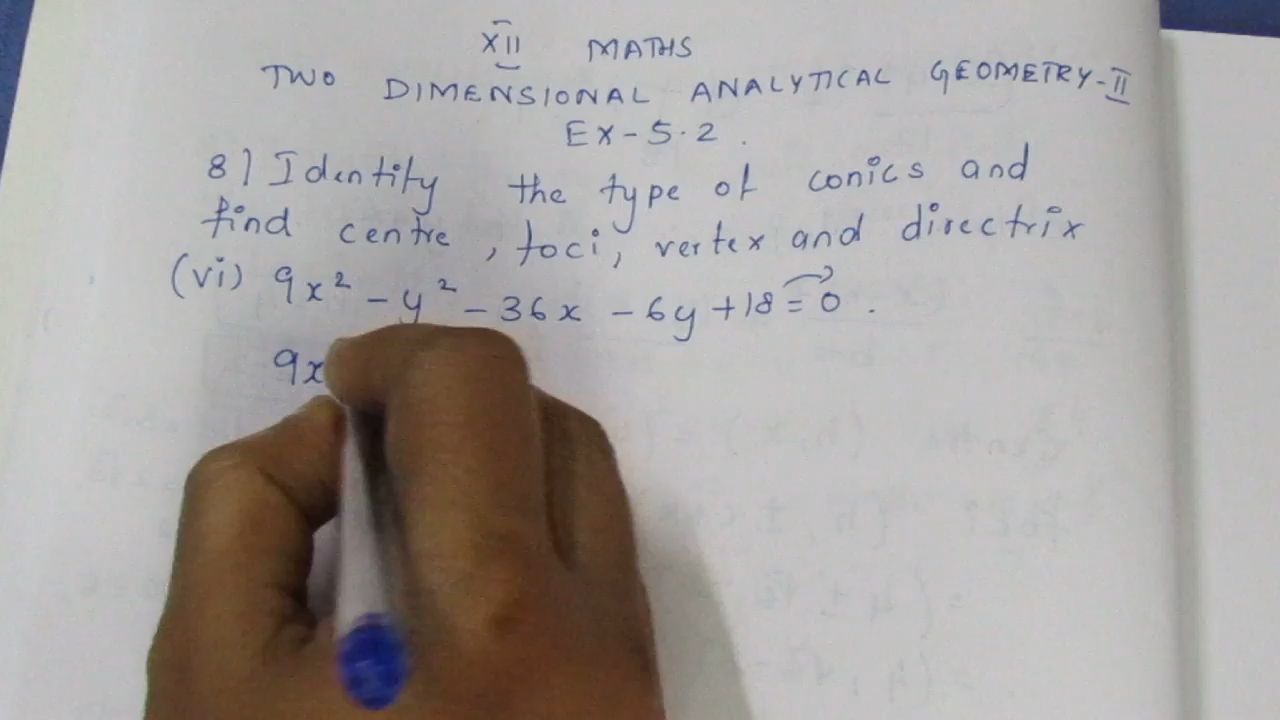 XII MATHS
TWO DIMENSIONAL ANALYTICAL GEOMETRY-II
EX-5.2.
8) Identify the type of conics and
find centre, foci, vertex and directrix
(vi) 9x² - y² - 36x - 6y + 18 = 0.
9x